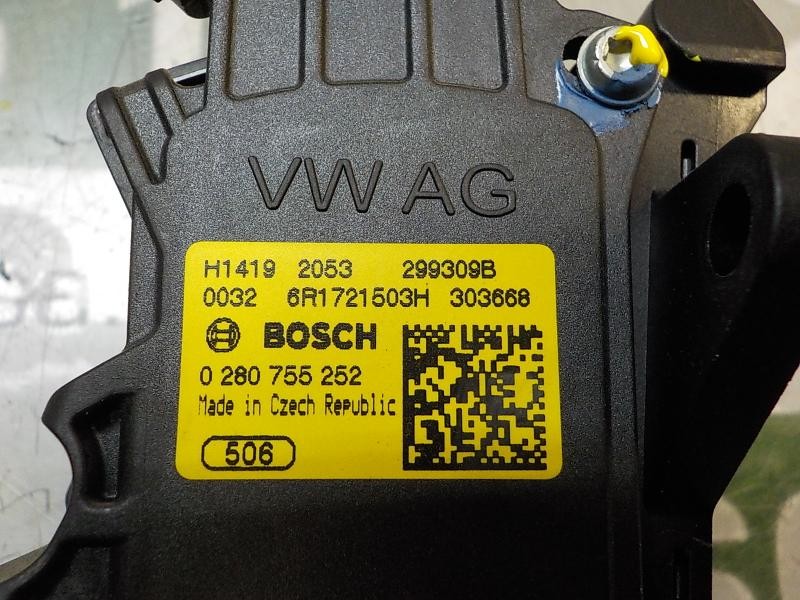 VW AG
H1419 2053 299309B
0032 6R1721503H 303668
BOSCH
0 280 755 252
Made in Czech Republic
506